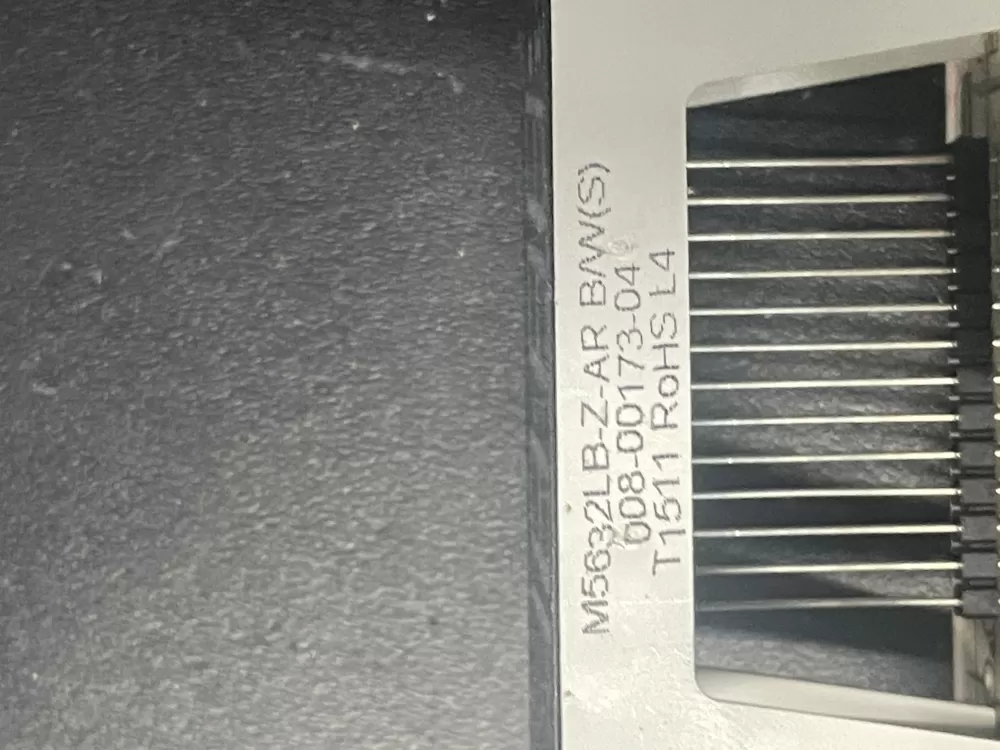 M5632LB-Z-AR B/W(S)
008-00173-04
T1511 RoHS L4